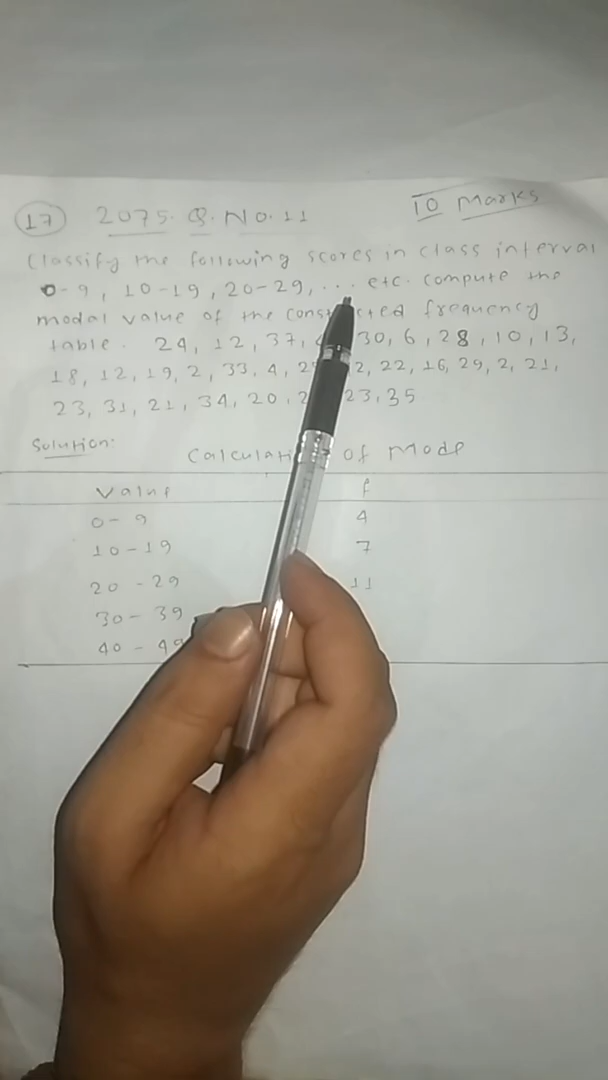 17 2075. Q. No. 11 10 Marks
Classify the following scores in class interval
0-9, 10-19, 20-29, ... etc. compute the
modal value of the frequency
table. 24, 12, 37, 30, 6, 28, 10, 13,
18, 12, 19, 2, 33, 4, 22, 16, 29, 2, 21,
23, 31, 21, 34, 20, 23, 35
Solution:
of Mode
Value f
0-9 4
10-19 7
20-29 11
30-39
40-